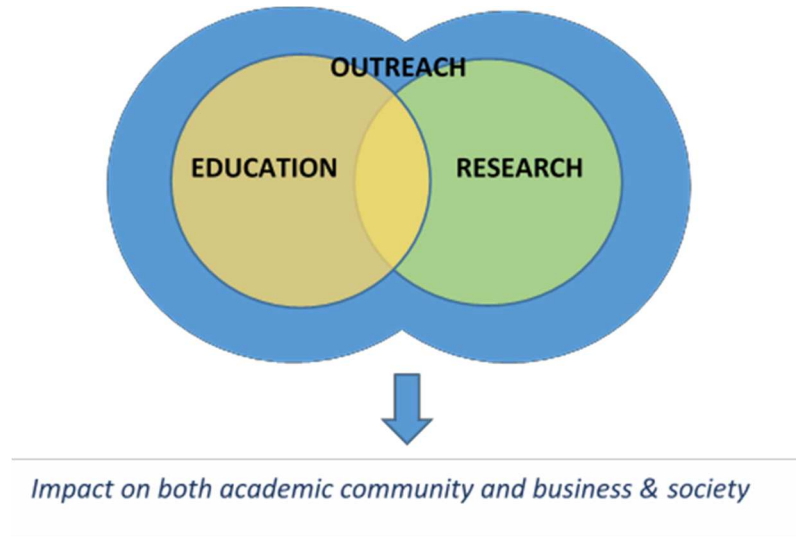 OUTREACH
EDUCATION
RESEARCH
Impact on both academic community and business & society